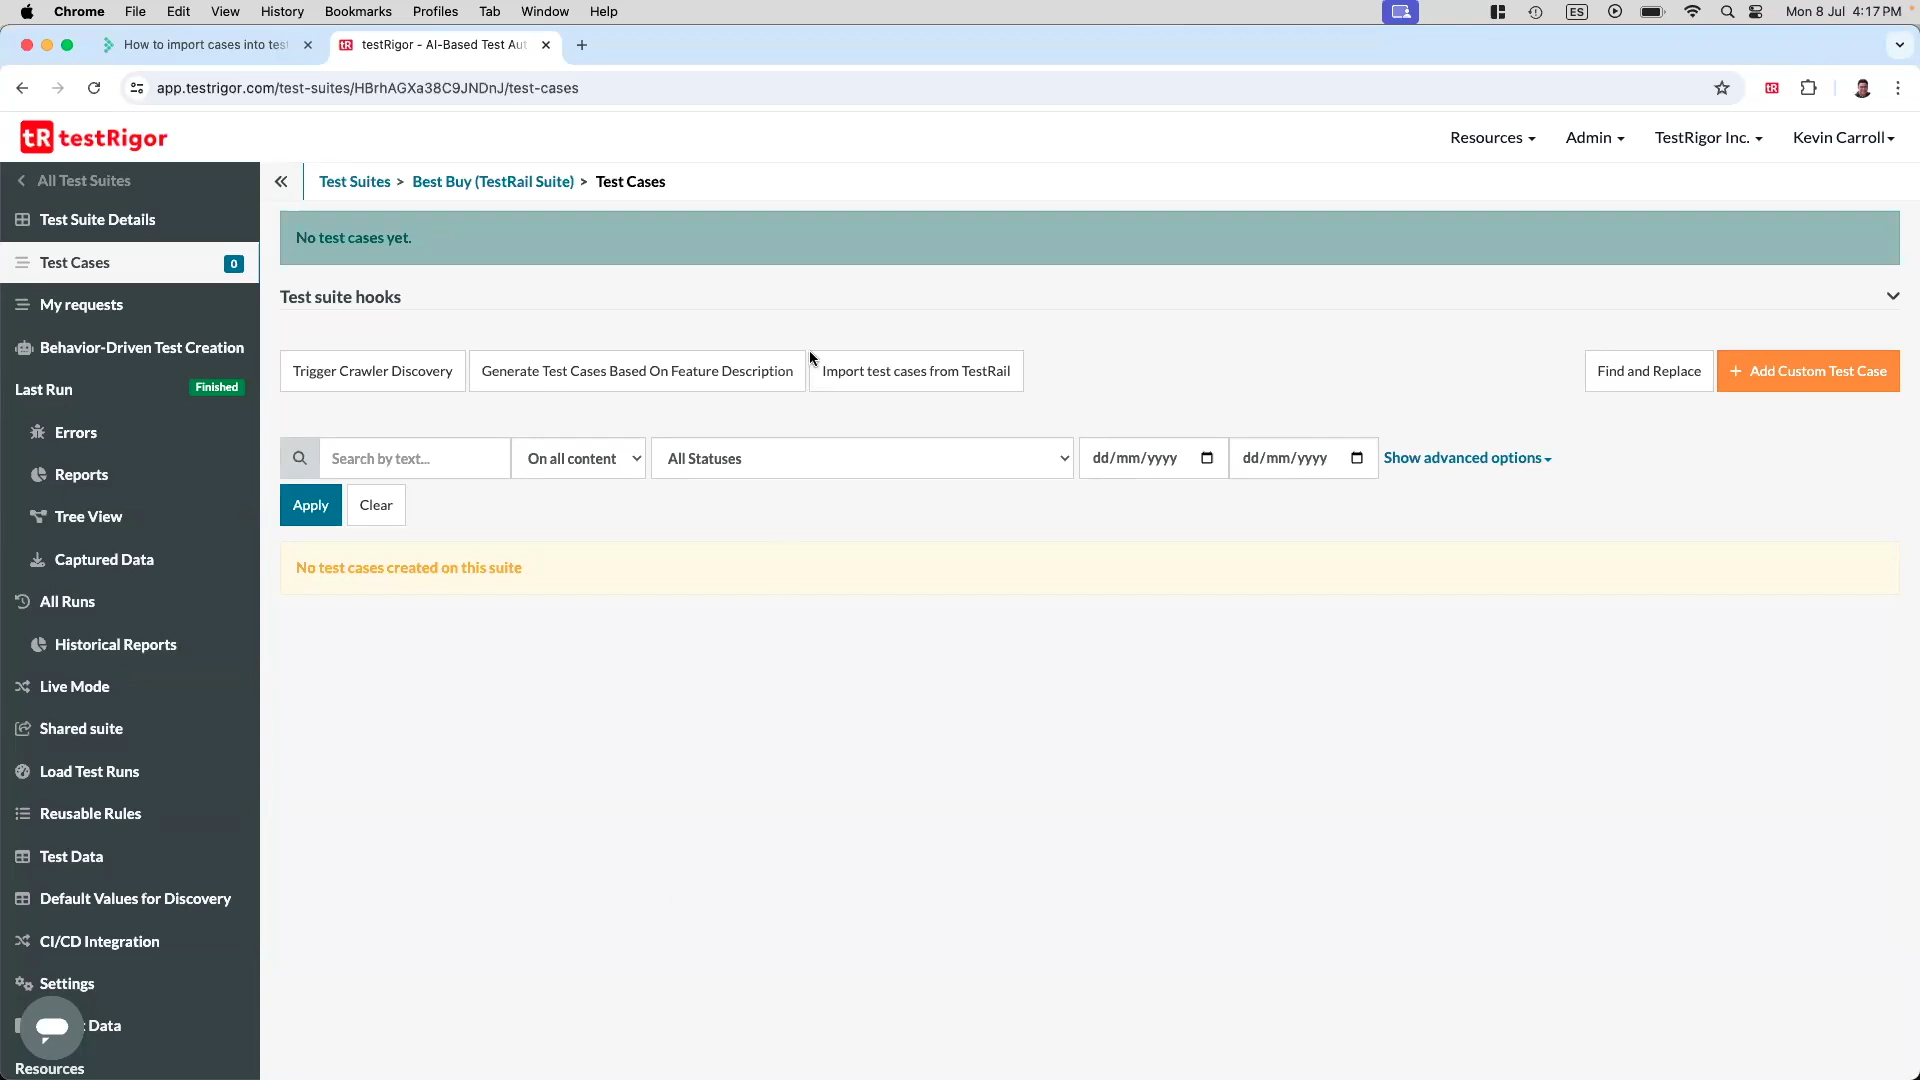 Chrome File Edit View History Bookmarks Profiles Tab Window Help ES Mon 8 Jul 4:17 PM
How to import cases into test
testRigor - AI-Based Test Aut
app.testrigor.com/test-suites/HBrhAGXa38C9JNDnJ/test-cases
tR testRigor
Resources Admin TestRigor Inc. Kevin Carroll
All Test Suites
Test Suite Details
Test Cases 0
My requests
Behavior-Driven Test Creation
Last Run Finished
Errors
Reports
Tree View
Captured Data
All Runs
Historical Reports
Live Mode
Shared suite
Load Test Runs
Reusable Rules
Test Data
Default Values for Discovery
CI/CD Integration
Settings
Data
Resources
Test Suites > Best Buy (TestRail Suite) > Test Cases
No test cases yet.
Test suite hooks
Trigger Crawler Discovery Generate Test Cases Based On Feature Description Import test cases from TestRail Find and Replace + Add Custom Test Case
Search by text... On all content All Statuses dd/mm/yyyy dd/mm/yyyy Show advanced options
Apply Clear
No test cases created on this suite